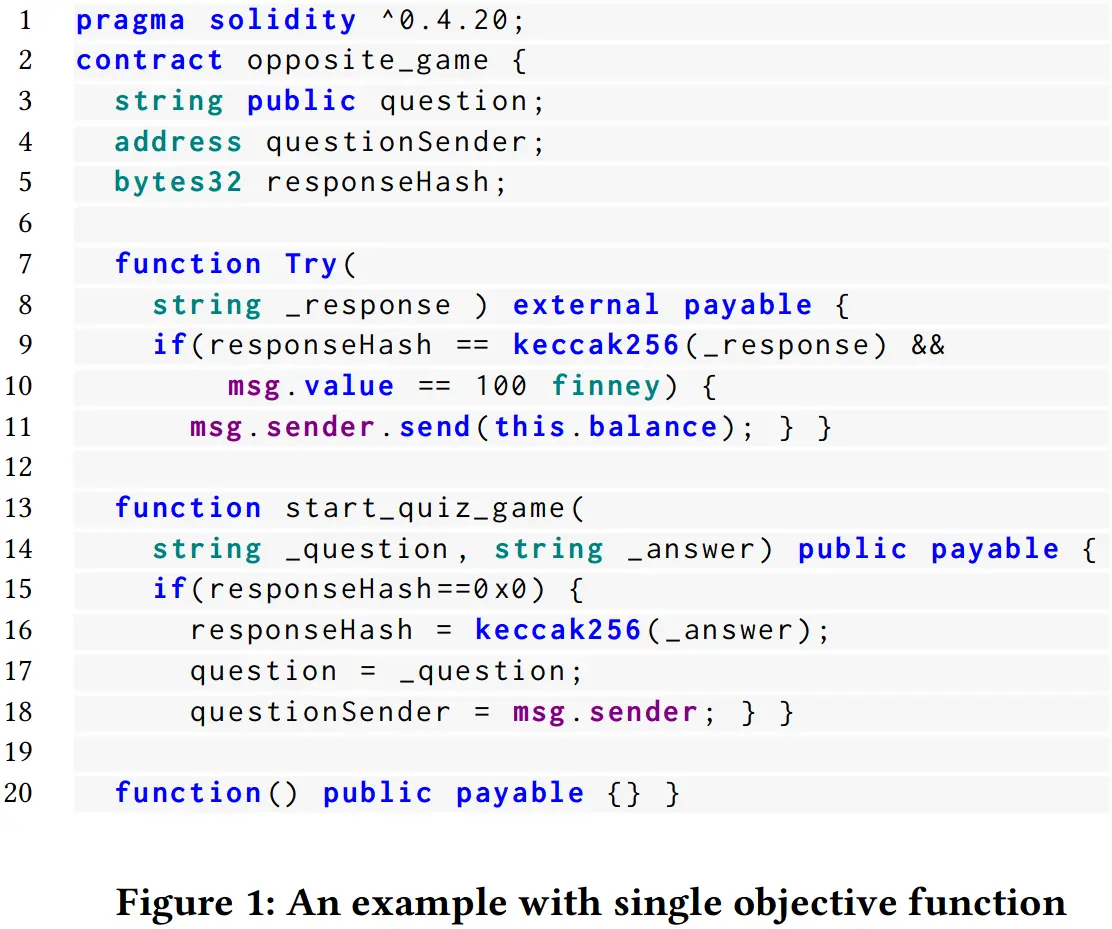 1 pragma solidity ^0.4.20;
2 contract opposite_game {
3 string public question;
4 address questionSender;
5 bytes32 responseHash;
6
7 function Try(
8 string _response ) external payable {
9 if(responseHash == keccak256(_response) &&
10 msg.value == 100 finney) {
11 msg.sender.send(this.balance); } }
12
13 function start_quiz_game(
14 string _question, string _answer) public payable {
15 if(responseHash==0x0) {
16 responseHash = keccak256(_answer);
17 question = _question;
18 questionSender = msg.sender; } }
19
20 function() public payable {} }
Figure 1: An example with single objective function